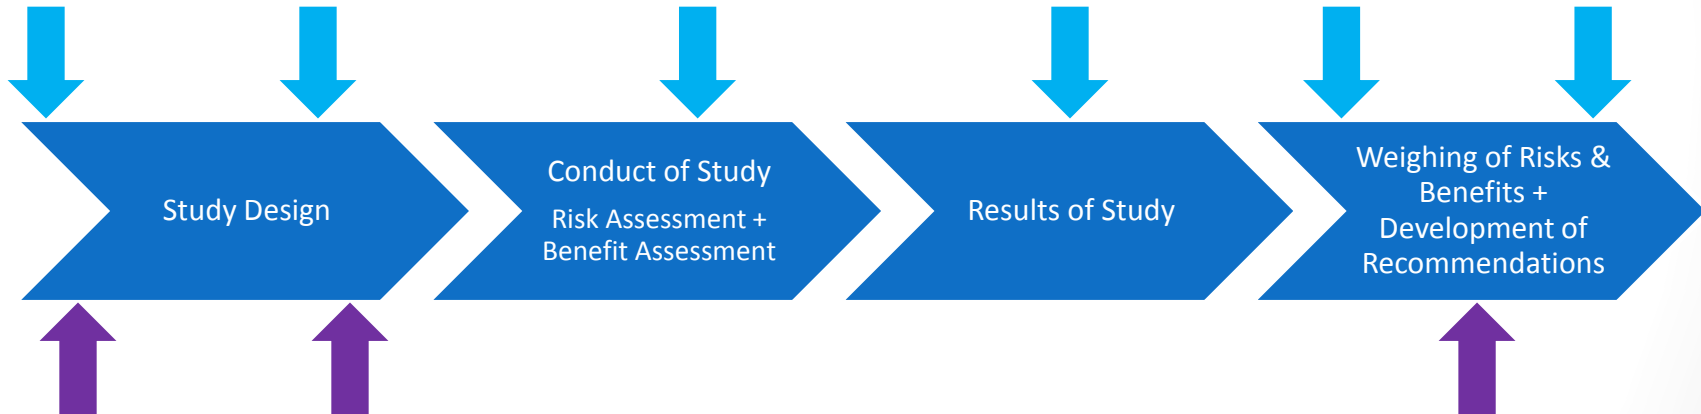 Study Design
Conduct of Study
Risk Assessment +
Benefit Assessment
Results of Study
Weighing of Risks &
Benefits +
Development of
Recommendations